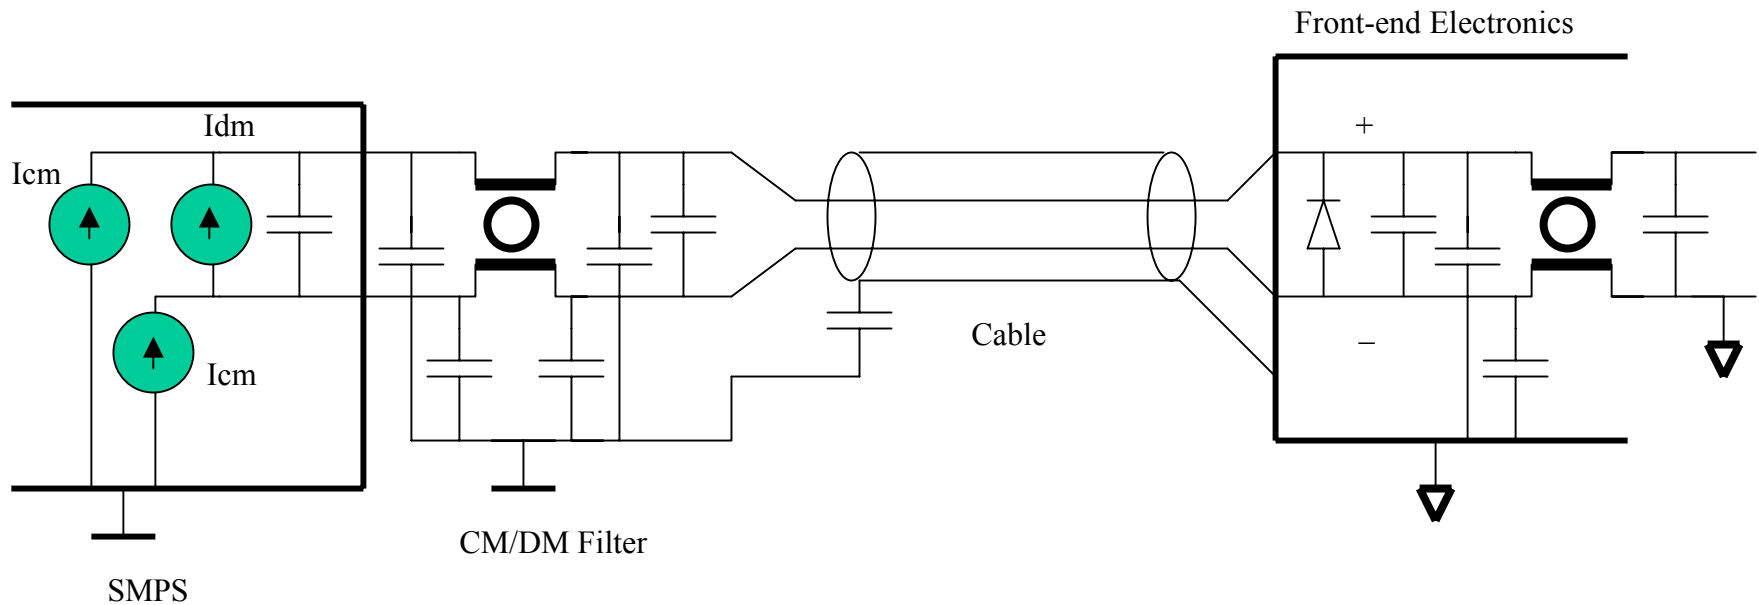 Front-end Electronics
Idm
+
Icm
Cable
–
Icm
CM/DM Filter
SMPS